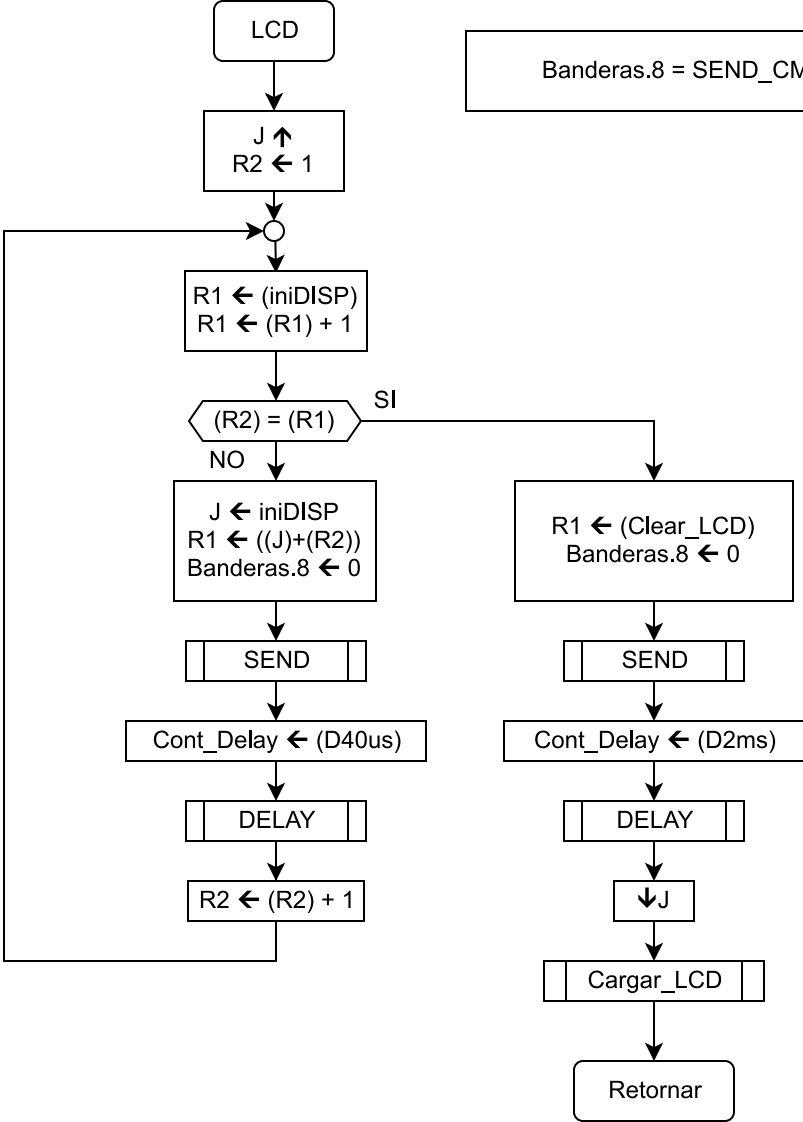 LCD
Banderas.8 = SEND_CM
J 🡱
R2 🡰 1
R1 🡰 (iniDISP)
R1 🡰 (R1) + 1
(R2) = (R1)
SI
NO
J 🡰 iniDISP
R1 🡰 ((J)+(R2))
Banderas.8 🡰 0
R1 🡰 (Clear_LCD)
Banderas.8 🡰 0
SEND
SEND
Cont_Delay 🡰 (D40us)
Cont_Delay 🡰 (D2ms)
DELAY
DELAY
R2 🡰 (R2) + 1
🡳J
Cargar_LCD
Retornar